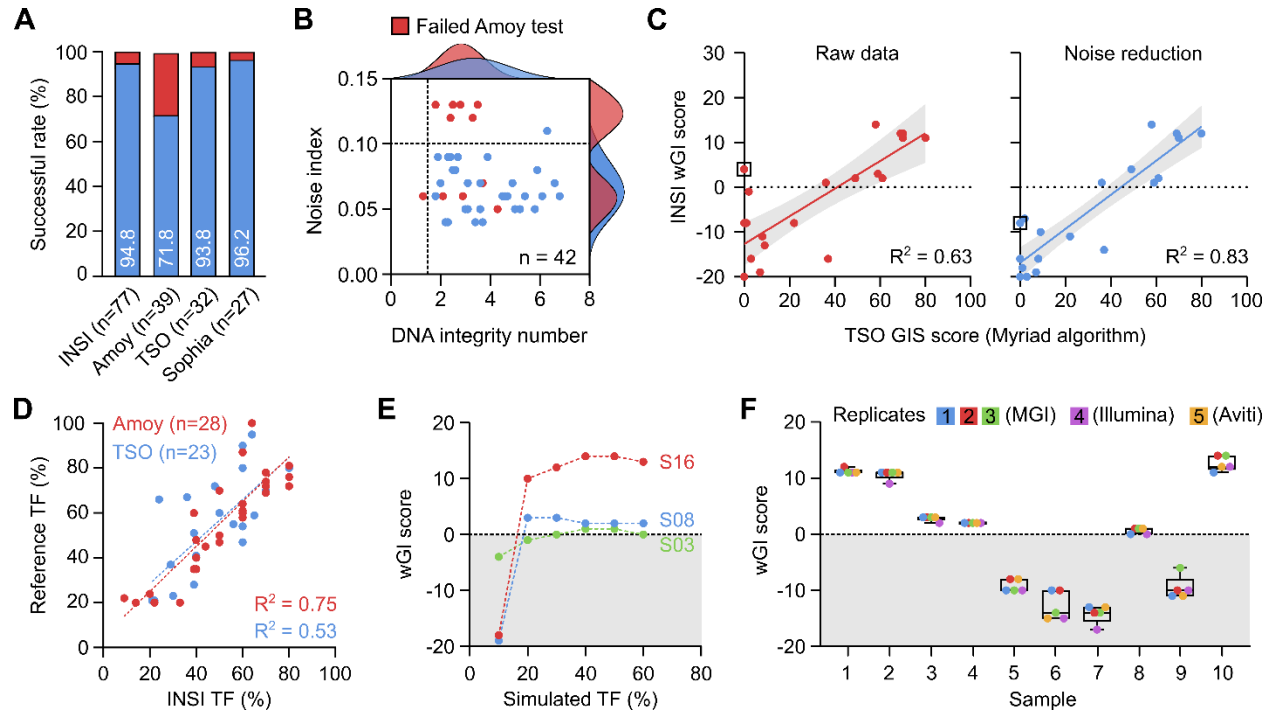 A
Successful rate (%)
100
80
60
40
20
0
94.8
71.8
93.8
96.2
INSI (n=77)
Amoy (n=39)
TSO (n=32)
Sophia (n=27)
B
Failed Amoy test
Noise index
0.15
0.10
0.05
0.00
n = 42
0 2 4 6 8
DNA integrity number
C
Raw data
Noise reduction
INSI wGI score
30
20
10
0
-10
-20
R² = 0.63
R² = 0.83
0 20 40 60 80 100
0 20 40 60 80 100
TSO GIS score (Myriad algorithm)
D
Amoy (n=28)
TSO (n=23)
Reference TF (%)
100
80
60
40
20
0
R² = 0.75
R² = 0.53
0 20 40 60 80 100
INSI TF (%)
E
wGI score
20
10
0
-10
-20
S16
S08
S03
0 20 40 60 80
Simulated TF (%)
F
Replicates 1 2 3 (MGI) 4 (Illumina) 5 (Aviti)
wGI score
20
10
0
-10
-20
1 2 3 4 5 6 7 8 9 10
Sample